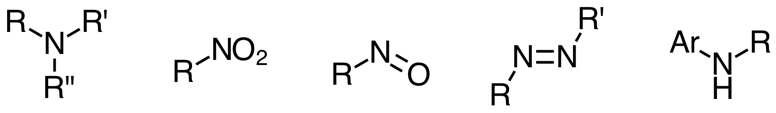 R N R' R"
R NO₂
R N O
R N=N R'
Ar N H R